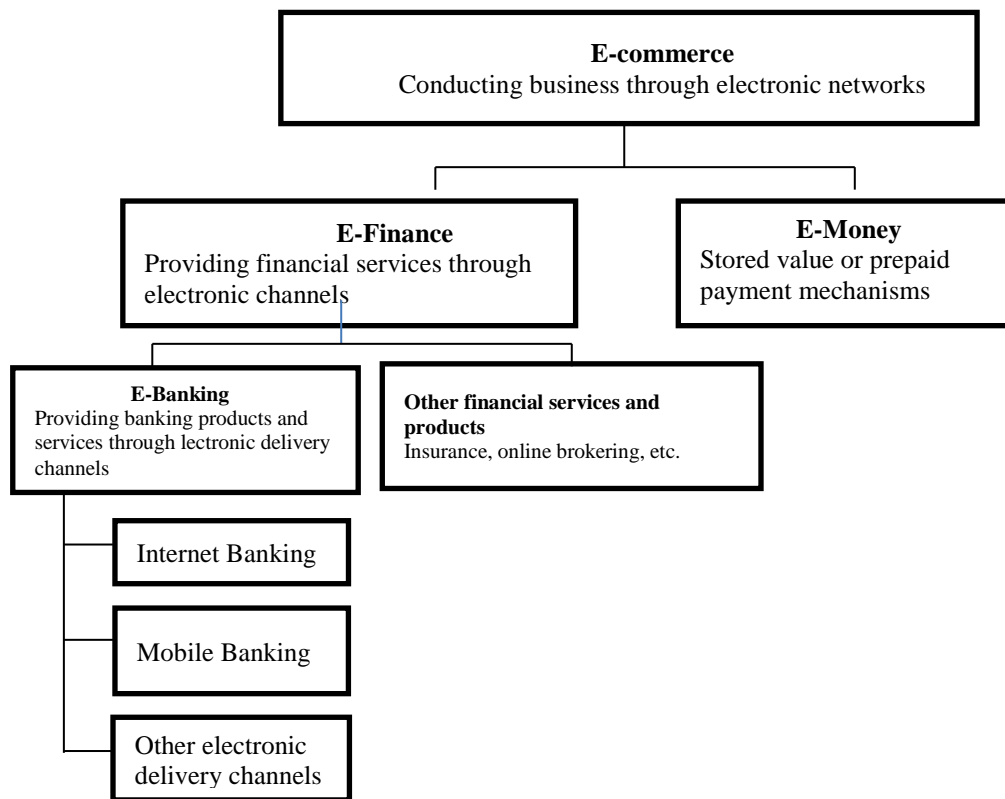 E-commerce
Conducting business through electronic networks
E-Finance
Providing financial services through
electronic channels
E-Money
Stored value or prepaid
payment mechanisms
E-Banking
Providing banking products and
services through lectronic delivery
channels
Other financial services and
products
Insurance, online brokering, etc.
Internet Banking
Mobile Banking
Other electronic
delivery channels